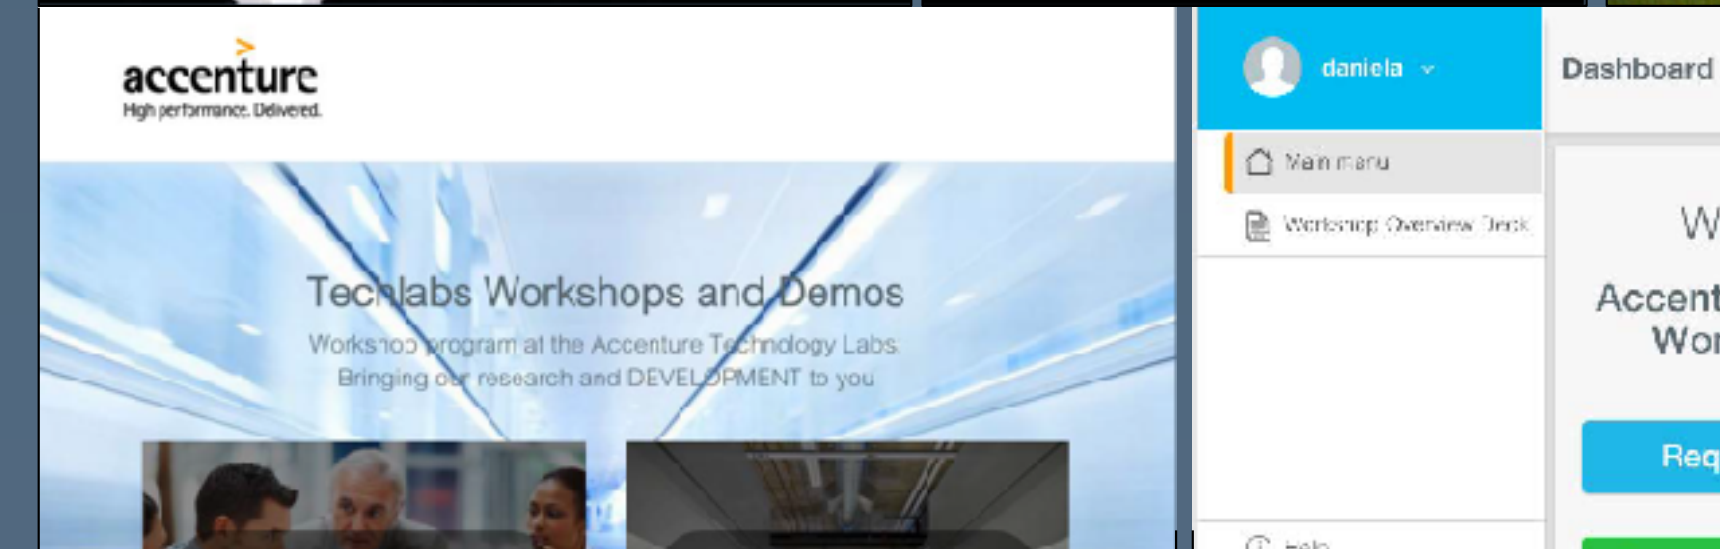 accenture
High performance. Delivered.
Techlabs Workshops and Demos
Workshop program at the Accenture Technology Labs:
Bringing our research and DEVELOPMENT to you
daniela
Dashboard
Main menu
Workshop Overview Deck
W
Accent
Wor
Req
Help